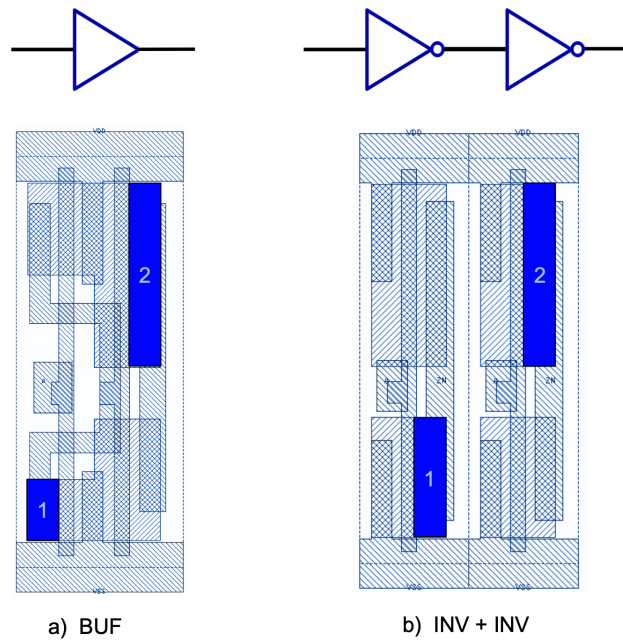 VDD
VDD
VDD
2
2
A
A
ZN
A
ZN
1
1
VSS
VSS
VSS
a) BUF
b) INV + INV